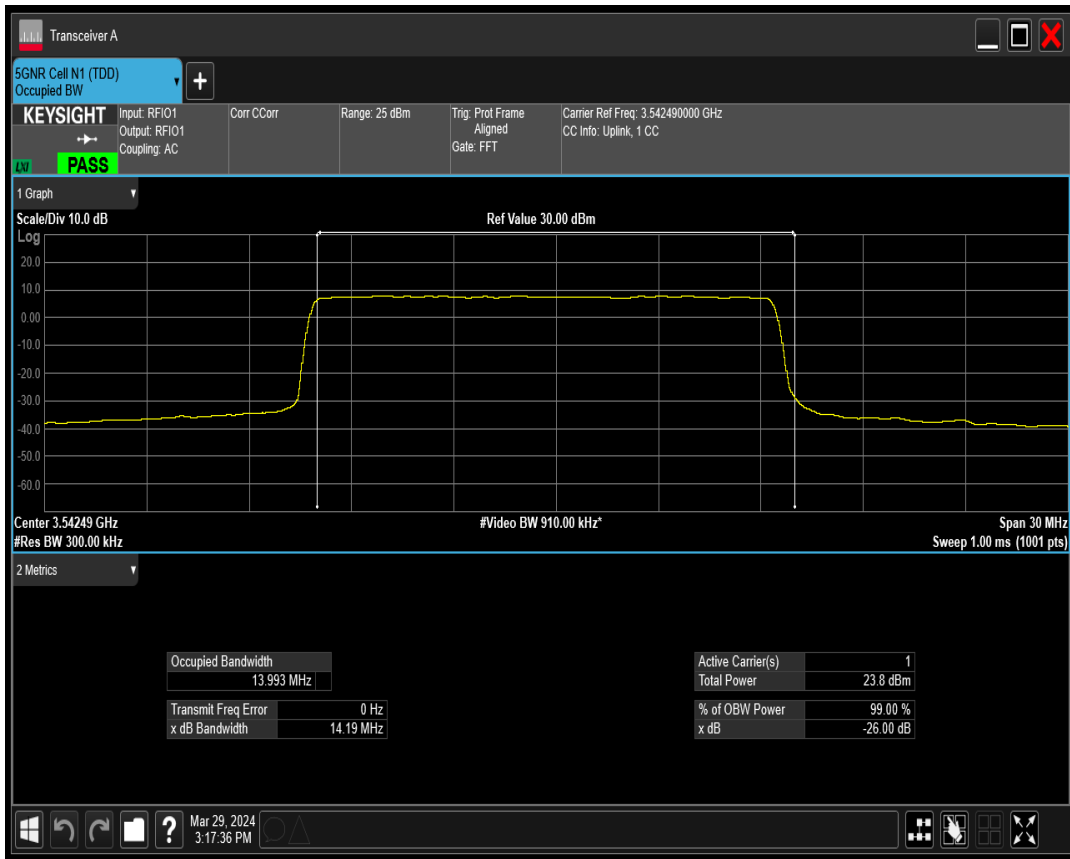 Transceiver A
5GNR Cell N1 (TDD)
Occupied BW
+
KEYSIGHT
LXI
PASS
Input: RFIO1
Output: RFIO1
Coupling: AC
Corr CCorr
Range: 25 dBm
Trig: Prot Frame
Aligned
Gate: FFT
Carrier Ref Freq: 3.542490000 GHz
CC Info: Uplink, 1 CC
1 Graph
Scale/Div 10.0 dB
Ref Value 30.00 dBm
Log
20.0
10.0
0.00
-10.0
-20.0
-30.0
-40.0
-50.0
-60.0
Center 3.54249 GHz
#Video BW 910.00 kHz*
Span 30 MHz
#Res BW 300.00 kHz
Sweep 1.00 ms (1001 pts)
2 Metrics
Occupied Bandwidth
13.993 MHz
Transmit Freq Error 0 Hz
x dB Bandwidth 14.19 MHz
Active Carrier(s) 1
Total Power 23.8 dBm
% of OBW Power 99.00 %
x dB -26.00 dB
?
Mar 29, 2024
3:17:36 PM